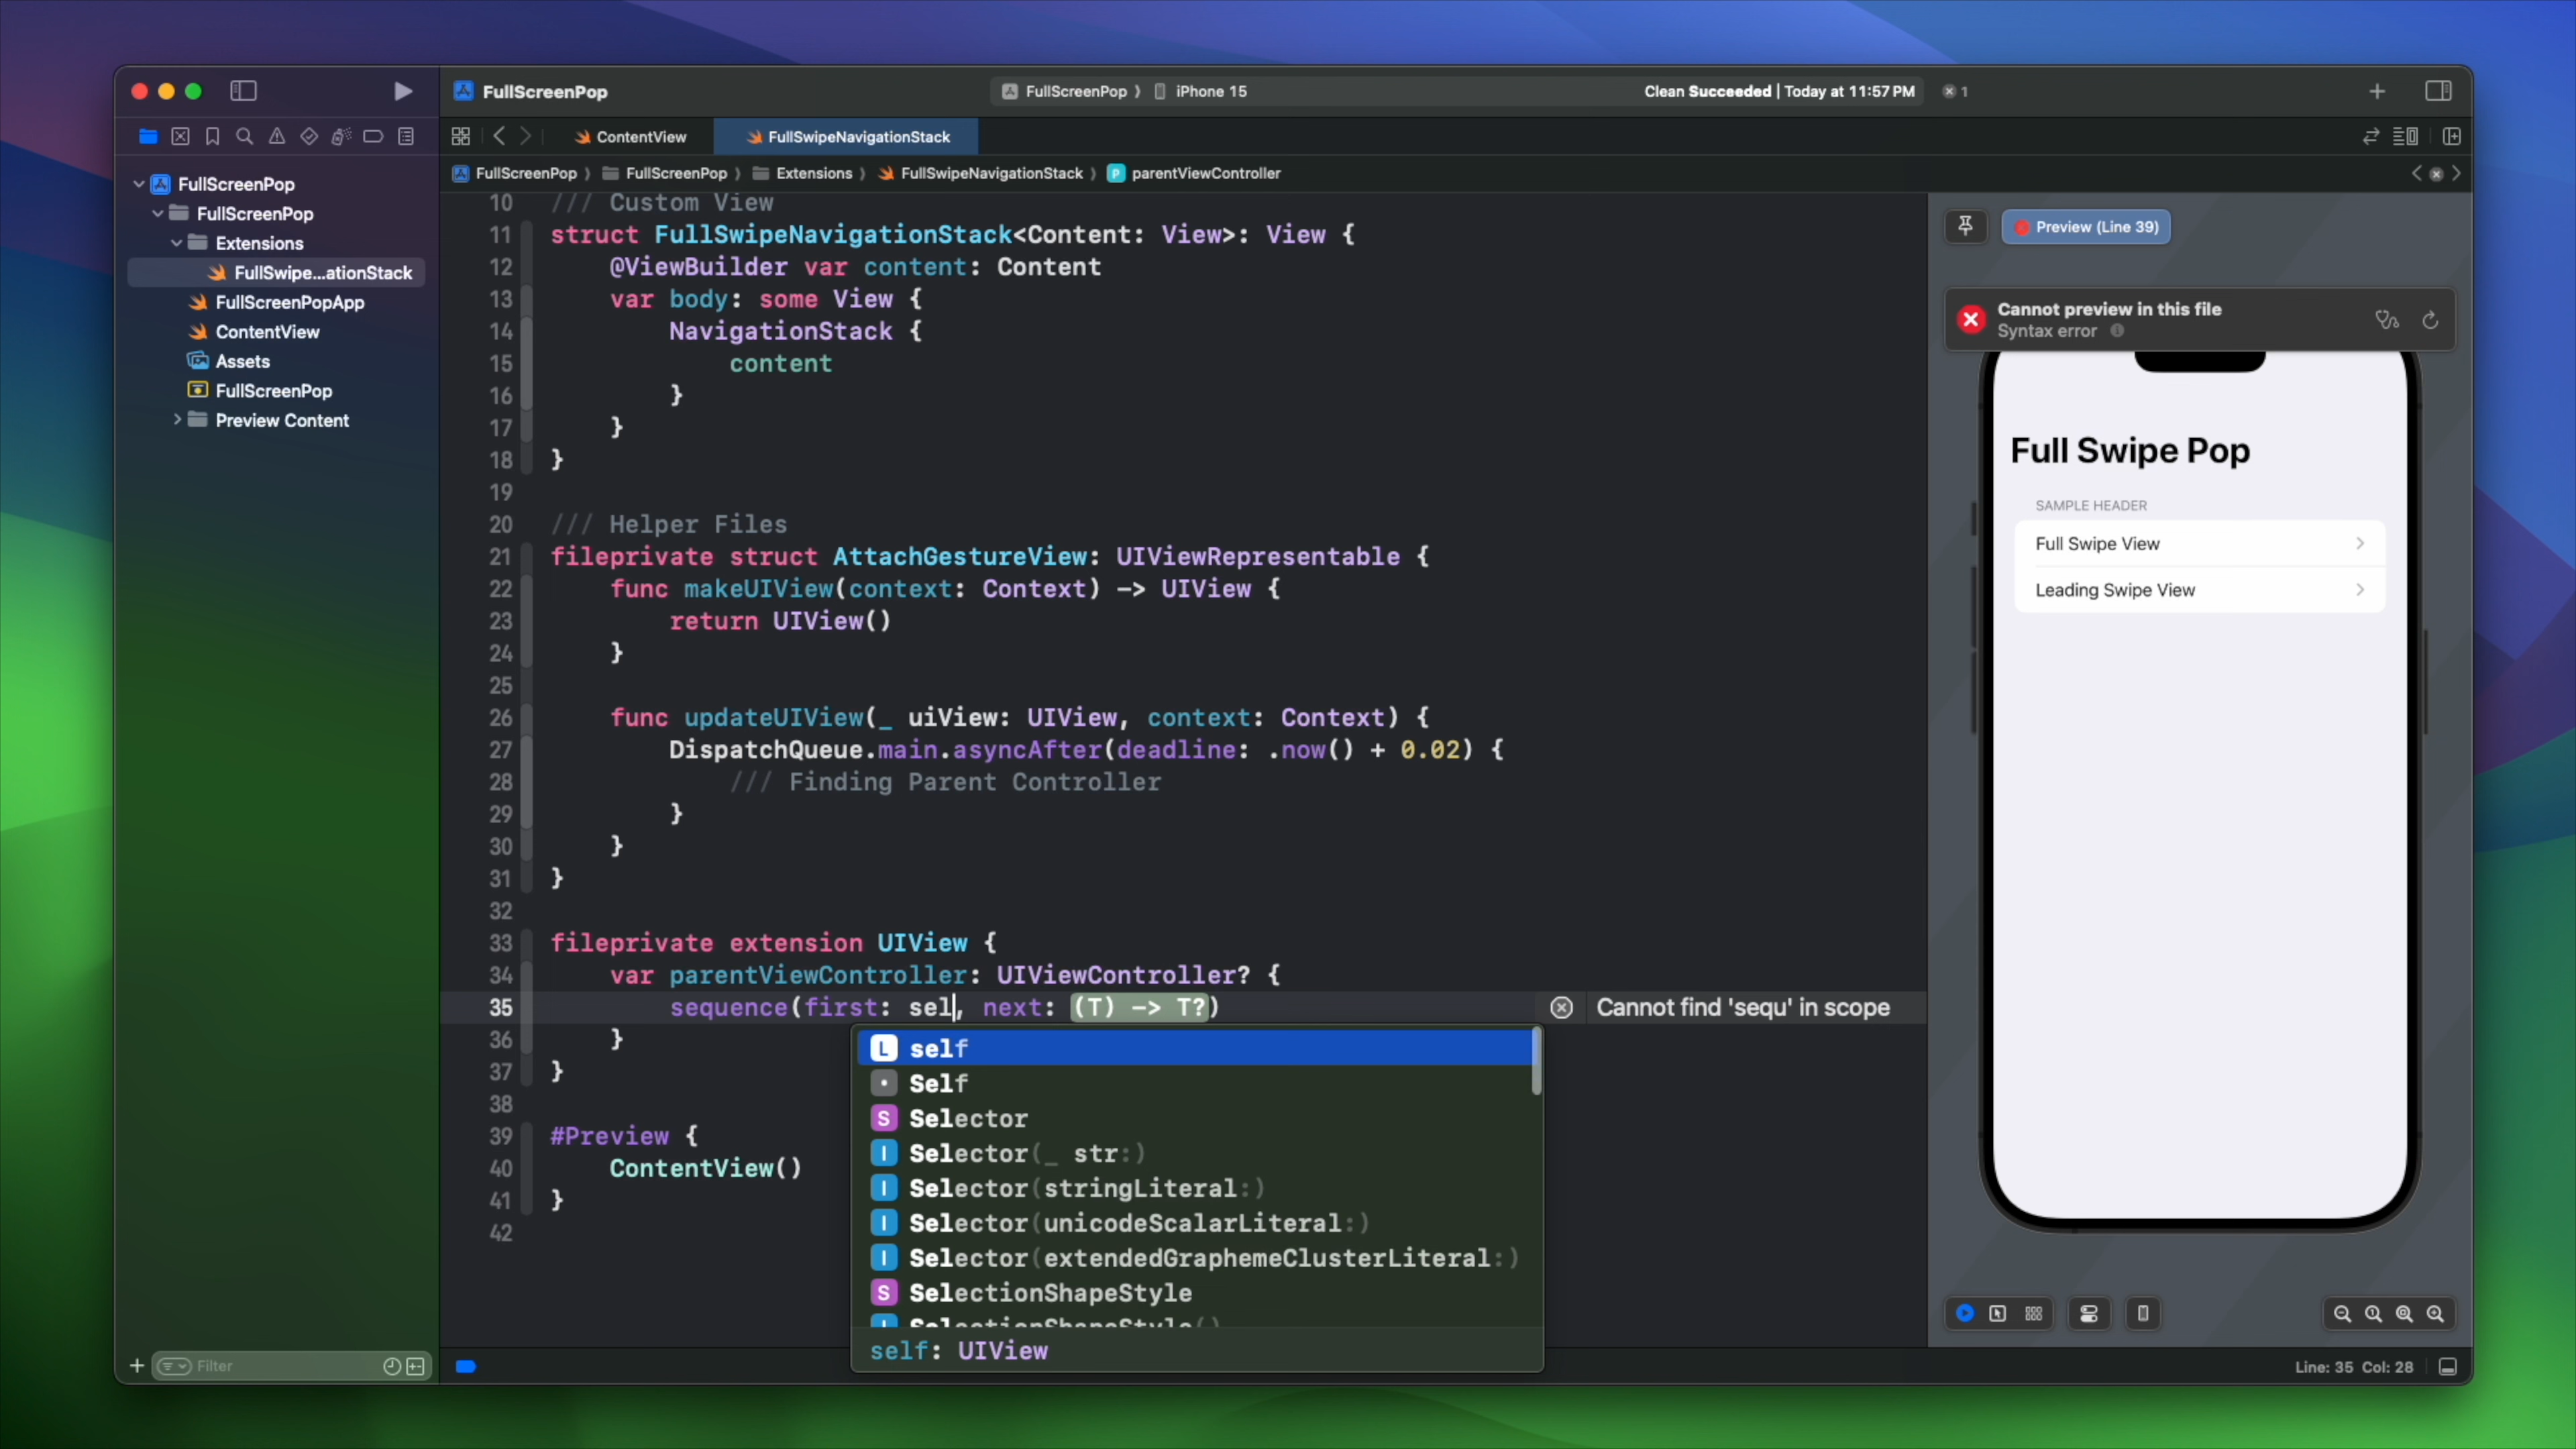 FullScreenPop
FullScreenPop
iPhone 15
Clean Succeeded | Today at 11:57 PM
1
ContentView
FullSwipeNavigationStack
FullScreenPop
FullScreenPop
Extensions
FullSwipeNavigationStack
parentViewController
FullScreenPop
FullScreenPop
Extensions
FullSwipe...ationStack
FullScreenPopApp
ContentView
Assets
FullScreenPop
Preview Content
Filter
10 /// Custom View
11 struct FullSwipeNavigationStack<Content: View>: View {
12 @ViewBuilder var content: Content
13 var body: some View {
14 NavigationStack {
15 content
16 }
17 }
18 }
19
20 /// Helper Files
21 fileprivate struct AttachGestureView: UIViewRepresentable {
22 func makeUIView(context: Context) -> UIView {
23 return UIView()
24 }
25
26 func updateUIView(_ uiView: UIView, context: Context) {
27 DispatchQueue.main.asyncAfter(deadline: .now() + 0.02) {
28 /// Finding Parent Controller
29 }
30 }
31 }
32
33 fileprivate extension UIView {
34 var parentViewController: UIViewController? {
35 sequence(first: sel, next: (T) -> T?)
Cannot find 'sequ' in scope
36 }
37 }
38
39 #Preview {
40 ContentView()
41 }
42
L self
Self
S Selector
I Selector(_ str:)
I Selector(stringLiteral:)
I Selector(unicodeScalarLiteral:)
I Selector(extendedGraphemeClusterLiteral:)
S SelectionShapeStyle
I SelectionShapeStyle()
self: UIView
Preview (Line 39)
Cannot preview in this file
Syntax error
Full Swipe Pop
SAMPLE HEADER
Full Swipe View
Leading Swipe View
Line: 35 Col: 28